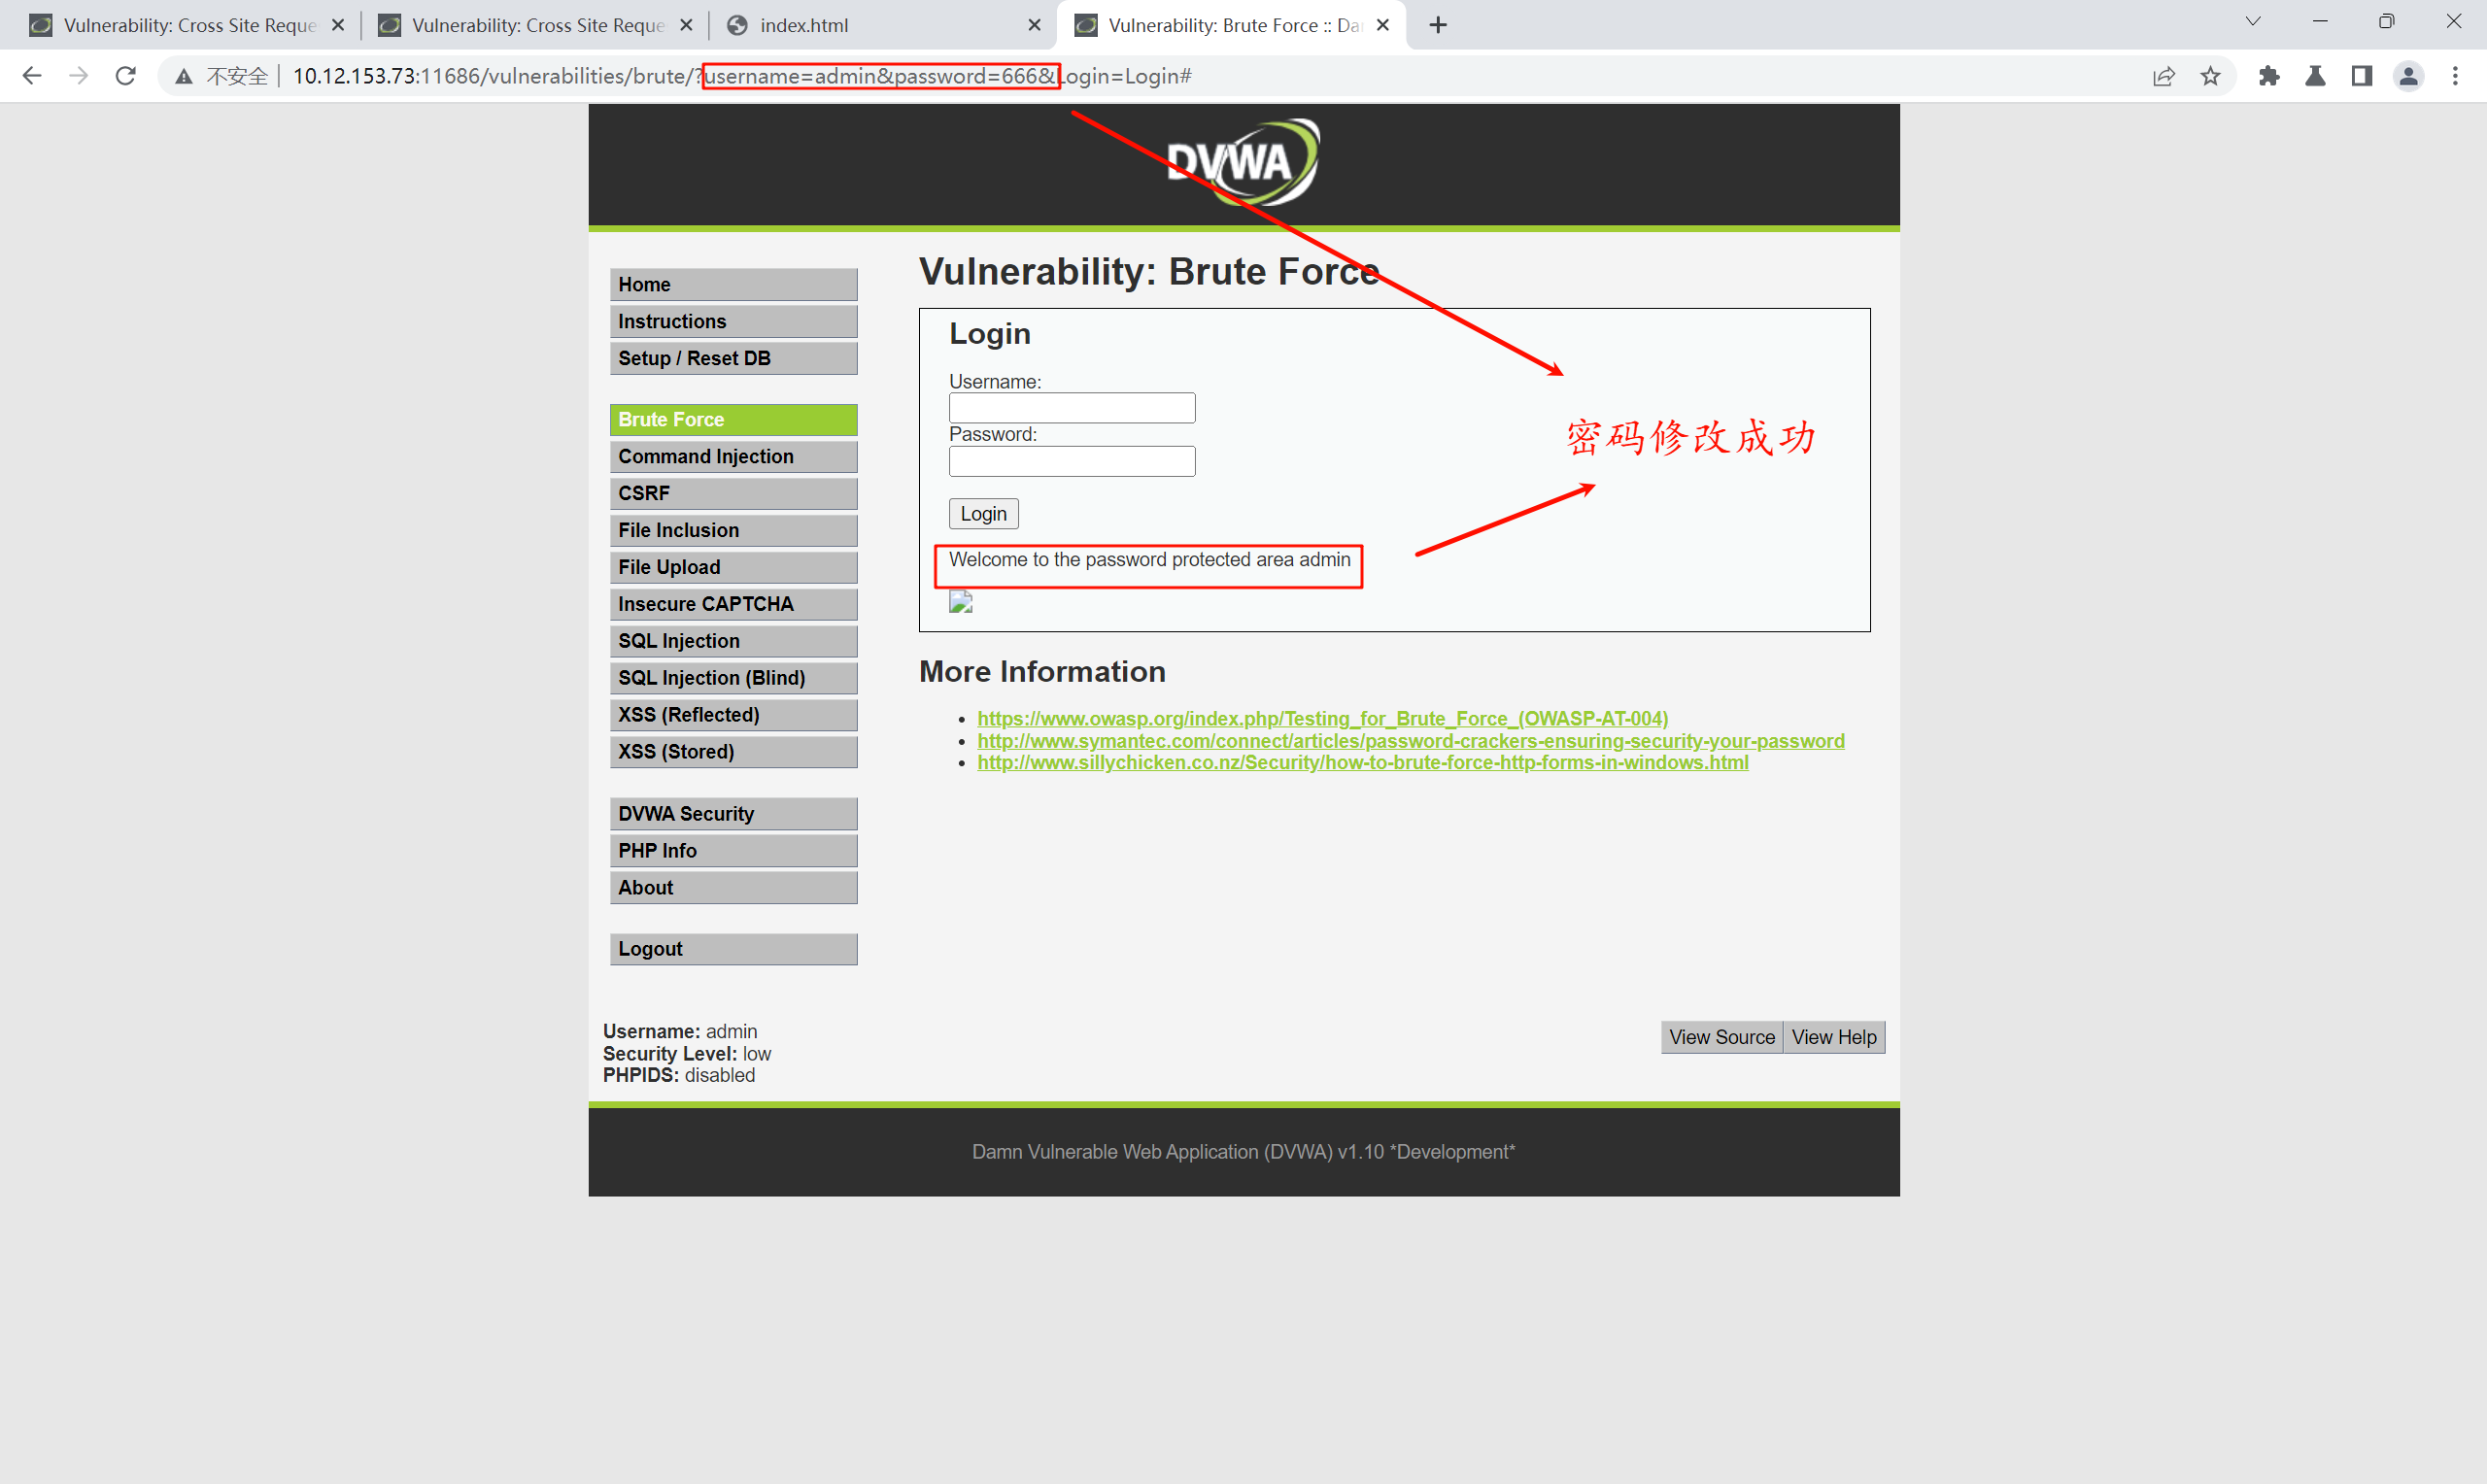 Vulnerability: Cross Site Reque
Vulnerability: Cross Site Reque
index.html
Vulnerability: Brute Force :: Da
不安全
10.12.153.73:11686/vulnerabilities/brute/?username=admin&password=666&Login=Login#
DVWA
Home
Instructions
Setup / Reset DB
Brute Force
Command Injection
CSRF
File Inclusion
File Upload
Insecure CAPTCHA
SQL Injection
SQL Injection (Blind)
XSS (Reflected)
XSS (Stored)
DVWA Security
PHP Info
About
Logout
Vulnerability: Brute Force
Login
Username:
Password:
Login
Welcome to the password protected area admin
密码修改成功
More Information
https://www.owasp.org/index.php/Testing_for_Brute_Force_(OWASP-AT-004)
http://www.symantec.com/connect/articles/password-crackers-ensuring-security-your-password
http://www.sillychicken.co.nz/Security/how-to-brute-force-http-forms-in-windows.html
Username: admin
Security Level: low
PHPIDS: disabled
View Source
View Help
Damn Vulnerable Web Application (DVWA) v1.10 *Development*